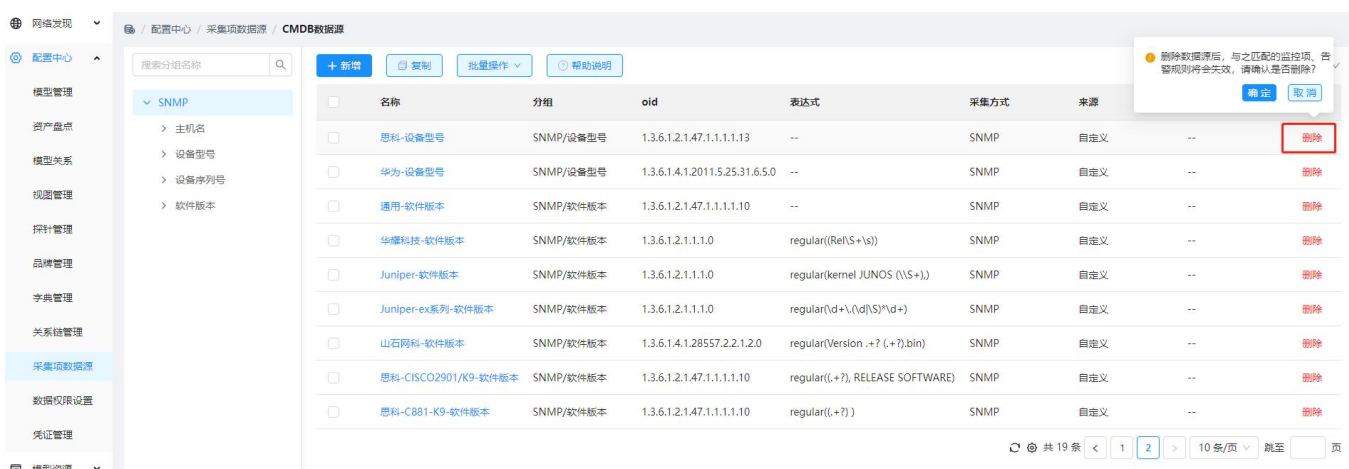 网络发现
配置中心
模型管理
资产盘点
模型关系
视图管理
探针管理
品牌管理
字典管理
关系链管理
采集项数据源
数据权限设置
凭证管理
模型资源
/ 配置中心 / 采集项数据源 / CMDB数据源
搜索分组名称
SNMP
主机名
设备型号
设备序列号
软件版本
+ 新增 复制 批量操作 帮助说明
删除数据源后，与之匹配的监控项、告
警规则将会失效，请确认是否删除？
确定 取消
名称 分组 oid 表达式 采集方式 来源
思科-设备型号 SNMP/设备型号 1.3.6.1.2.1.47.1.1.1.1.13 -- SNMP 自定义 -- 删除
华为-设备型号 SNMP/设备型号 1.3.6.1.4.1.2011.5.25.31.6.5.0 -- SNMP 自定义 -- 删除
通用-软件版本 SNMP/软件版本 1.3.6.1.2.1.47.1.1.1.1.10 -- SNMP 自定义 -- 删除
华耀科技-软件版本 SNMP/软件版本 1.3.6.1.2.1.1.1.0 regular((Rel\S+\s)) SNMP 自定义 -- 删除
Juniper-软件版本 SNMP/软件版本 1.3.6.1.2.1.1.1.0 regular(kernel JUNOS (\\S+),) SNMP 自定义 -- 删除
Juniper-ex系列-软件版本 SNMP/软件版本 1.3.6.1.2.1.1.1.0 regular(\d+\.(\d|\S)*\d+) SNMP 自定义 -- 删除
山石网科-软件版本 SNMP/软件版本 1.3.6.1.4.1.28557.2.2.1.2.0 regular(Version .+? (.+?).bin) SNMP 自定义 -- 删除
思科-CISCO2901/K9-软件版本 SNMP/软件版本 1.3.6.1.2.1.47.1.1.1.1.10 regular((.+?), RELEASE SOFTWARE) SNMP 自定义 -- 删除
思科-C881-K9-软件版本 SNMP/软件版本 1.3.6.1.2.1.47.1.1.1.1.10 regular((.+?) ) SNMP 自定义 -- 删除
共 19 条 < 1 2 > 10 条/页 跳至 页